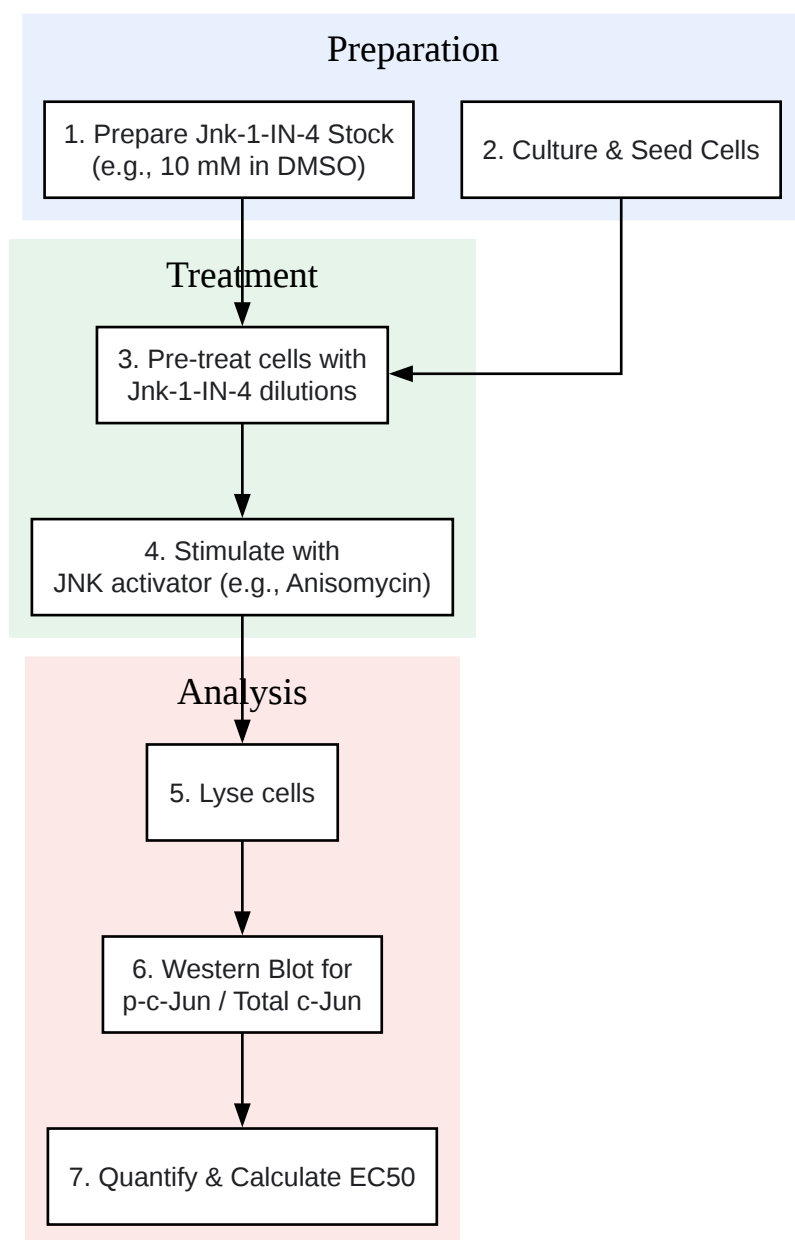 Preparation
1. Prepare Jnk-1-IN-4 Stock
(e.g., 10 mM in DMSO)
2. Culture & Seed Cells
Treatment
3. Pre-treat cells with
Jnk-1-IN-4 dilutions
4. Stimulate with
JNK activator (e.g., Anisomycin)
Analysis
5. Lyse cells
6. Western Blot for
p-c-Jun / Total c-Jun
7. Quantify & Calculate EC50